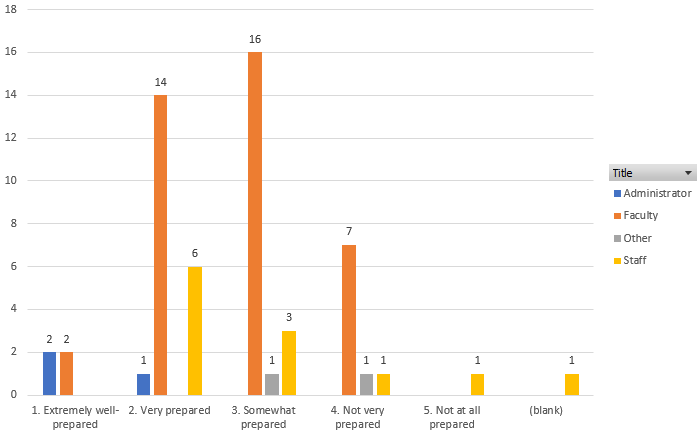 18
16
14
12
10
8
6
4
2
0
2
2
1
14
6
16
1
3
7
1
1
1
1
1. Extremely well-
prepared
2. Very prepared
3. Somewhat
prepared
4. Not very
prepared
5. Not at all
prepared
(blank)
Title
Administrator
Faculty
Other
Staff